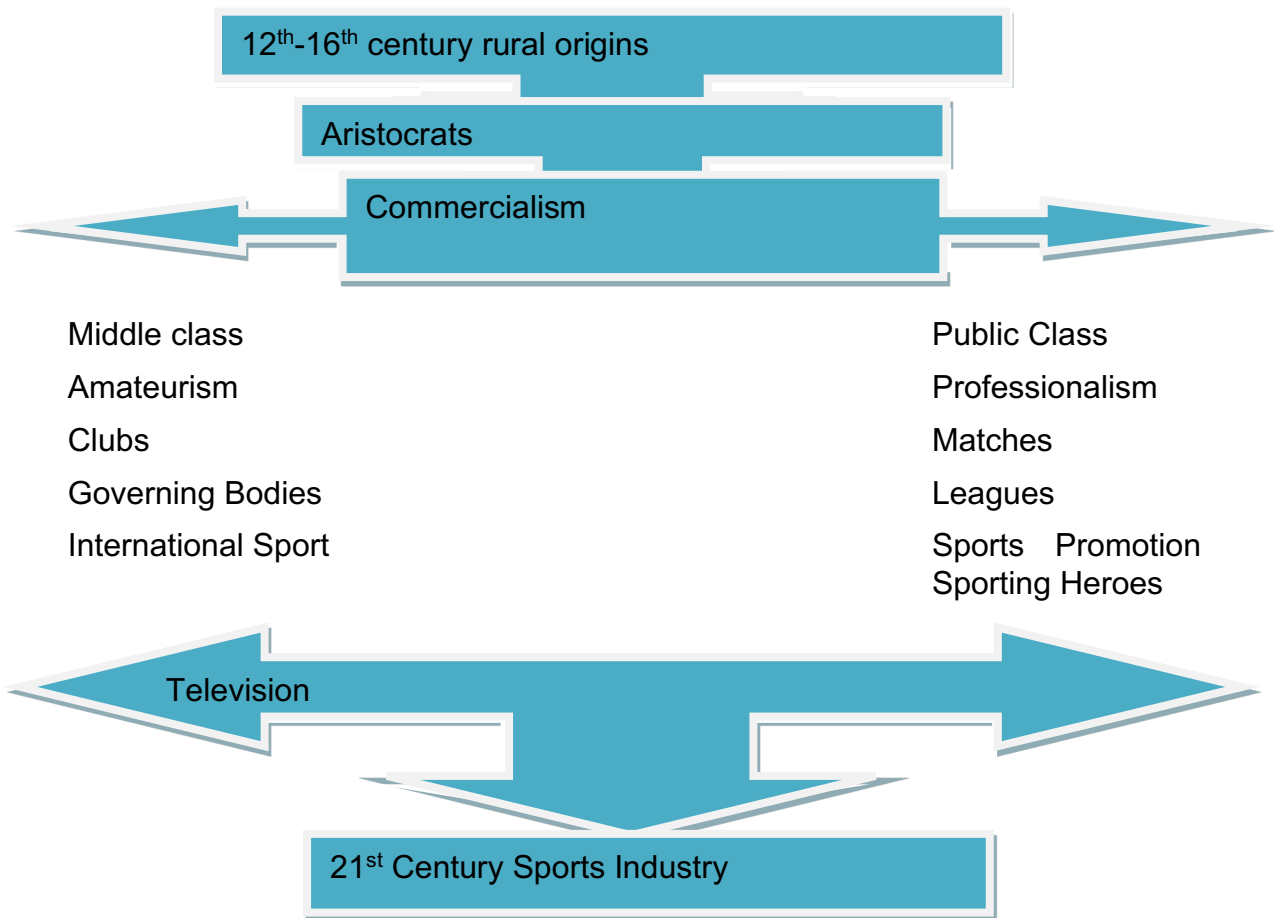 12th-16th century rural origins
Aristocrats
Commercialism
Middle class
Amateurism
Clubs
Governing Bodies
International Sport
Public Class
Professionalism
Matches
Leagues
Sports Promotion
Sporting Heroes
Television
21st Century Sports Industry